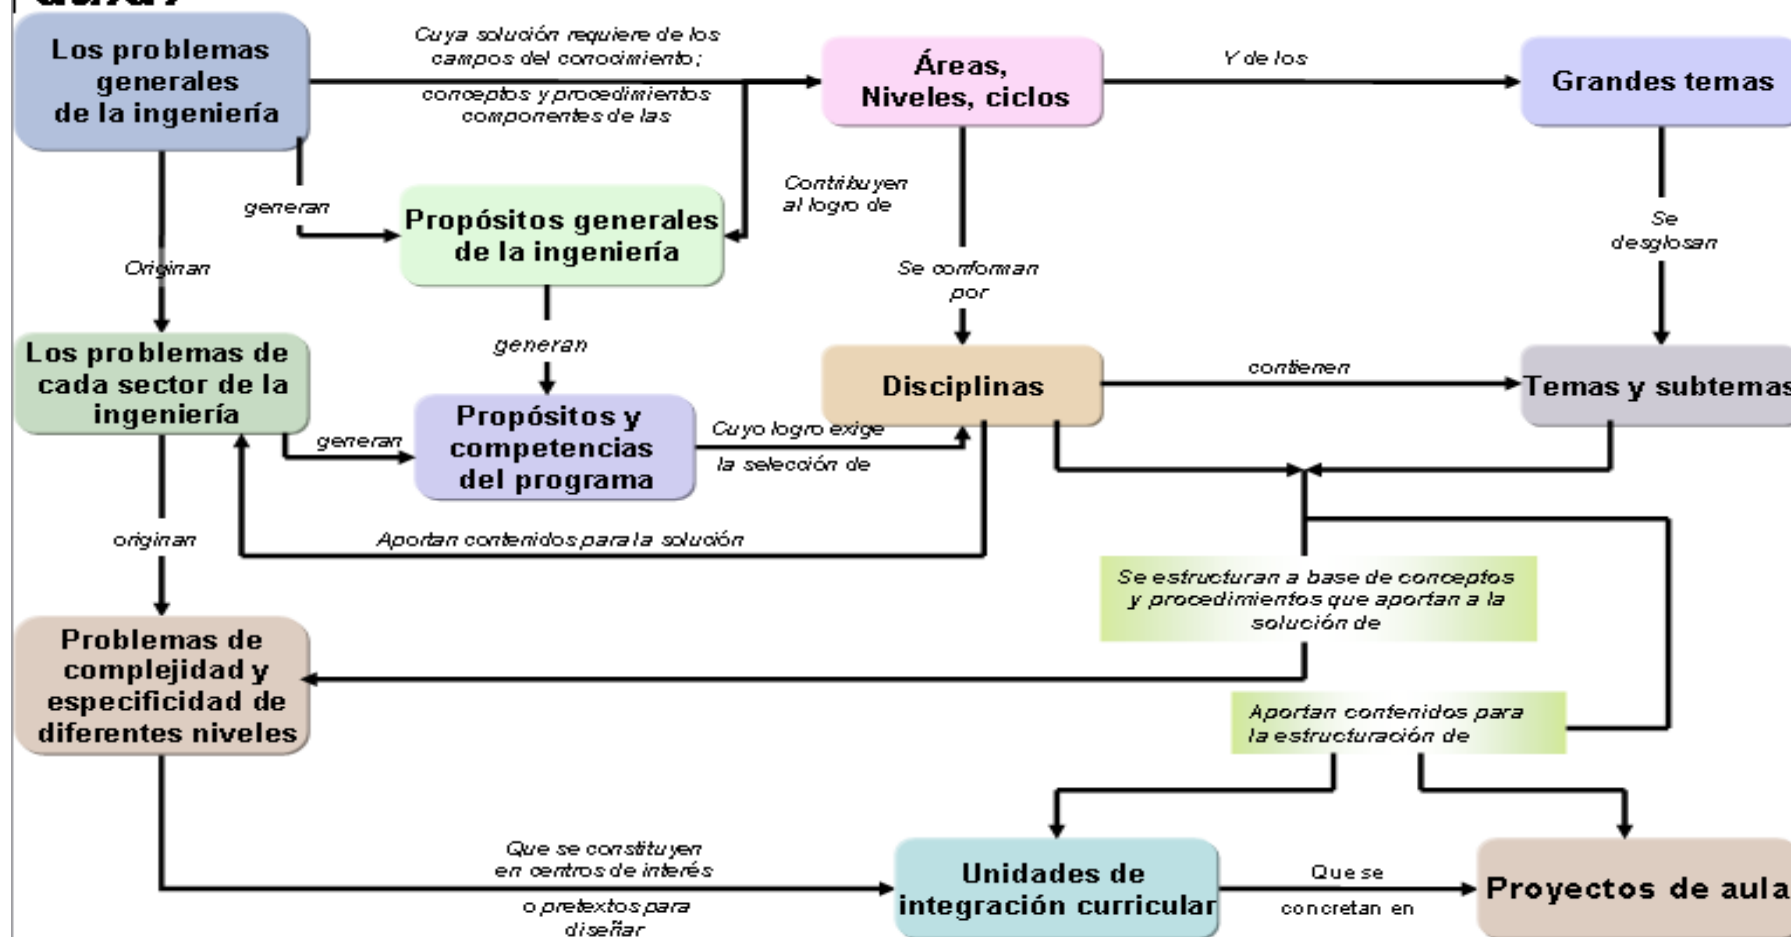 Los problemas
generales
de la ingeniería
Cuya solución requiere de los
campos del conocimiento;
conceptos y procedimientos
componentes de las
Áreas,
Niveles, ciclos
Y de los
Grandes temas
generan
Propósitos generales
de la ingeniería
Contribuyen
al logro de
Originan
Se conforman
por
Se
desglosan
Los problemas de
cada sector de la
ingeniería
generan
generan
Propósitos y
competencias
del programa
Cuyo logro exige
la selección de
Disciplinas
contienen
Temas y subtemas
originan
Aportan contenidos para la solución
Se estructuran a base de conceptos
y procedimientos que aportan a la
solución de
Problemas de
complejidad y
especificidad de
diferentes niveles
Aportan contenidos para
la estructuración de
Que se constituyen
en centros de interés
o pretextos para
diseñar
Unidades de
integración curricular
Que se
concretan en
Proyectos de aula